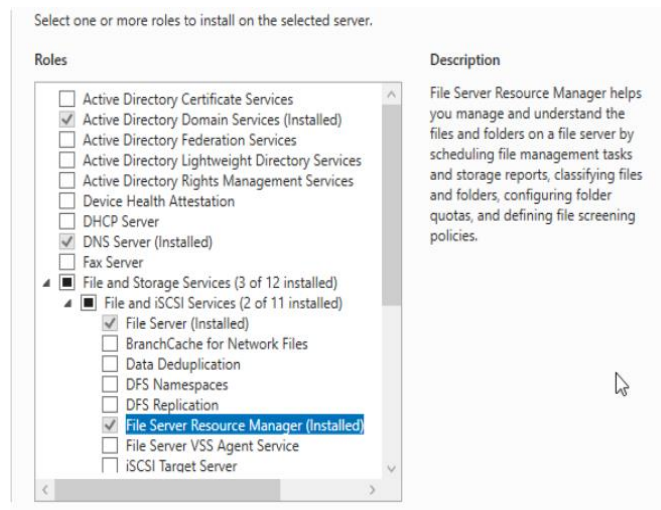 Select one or more roles to install on the selected server.
Roles
Active Directory Certificate Services
Active Directory Domain Services (Installed)
Active Directory Federation Services
Active Directory Lightweight Directory Services
Active Directory Rights Management Services
Device Health Attestation
DHCP Server
DNS Server (Installed)
Fax Server
File and Storage Services (3 of 12 installed)
File and iSCSI Services (2 of 11 installed)
File Server (Installed)
BranchCache for Network Files
Data Deduplication
DFS Namespaces
DFS Replication
File Server Resource Manager (Installed)
File Server VSS Agent Service
iSCSI Target Server
Description
File Server Resource Manager helps
you manage and understand the
files and folders on a file server by
scheduling file management tasks
and storage reports, classifying files
and folders, configuring folder
quotas, and defining file screening
policies.